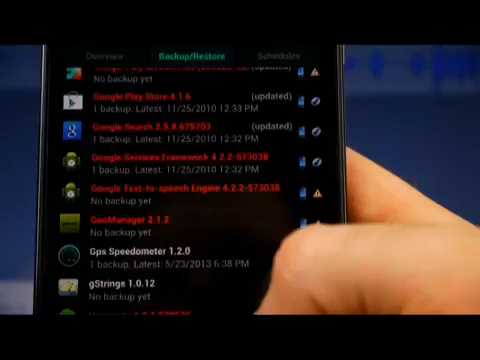 Overview
Backup/Restore
Schedules
(updated)
No backup yet
Google Play Store 4.1.6
(updated)
1 backup. Latest: 11/25/2010 12:33 PM
Google Search 2.5.8.675703
(updated)
1 backup. Latest: 11/25/2010 12:33 PM
Google Services Framework 4.2.2-573038
1 backup. Latest: 11/25/2010 12:32 PM
Google Text-to-speech Engine 4.2.2-573038
No backup yet
GooManager 2.1.2
No backup yet
Gps Speedometer 1.2.0
1 backup. Latest: 5/23/2013 6:38 PM
gStrings 1.0.12
No backup yet